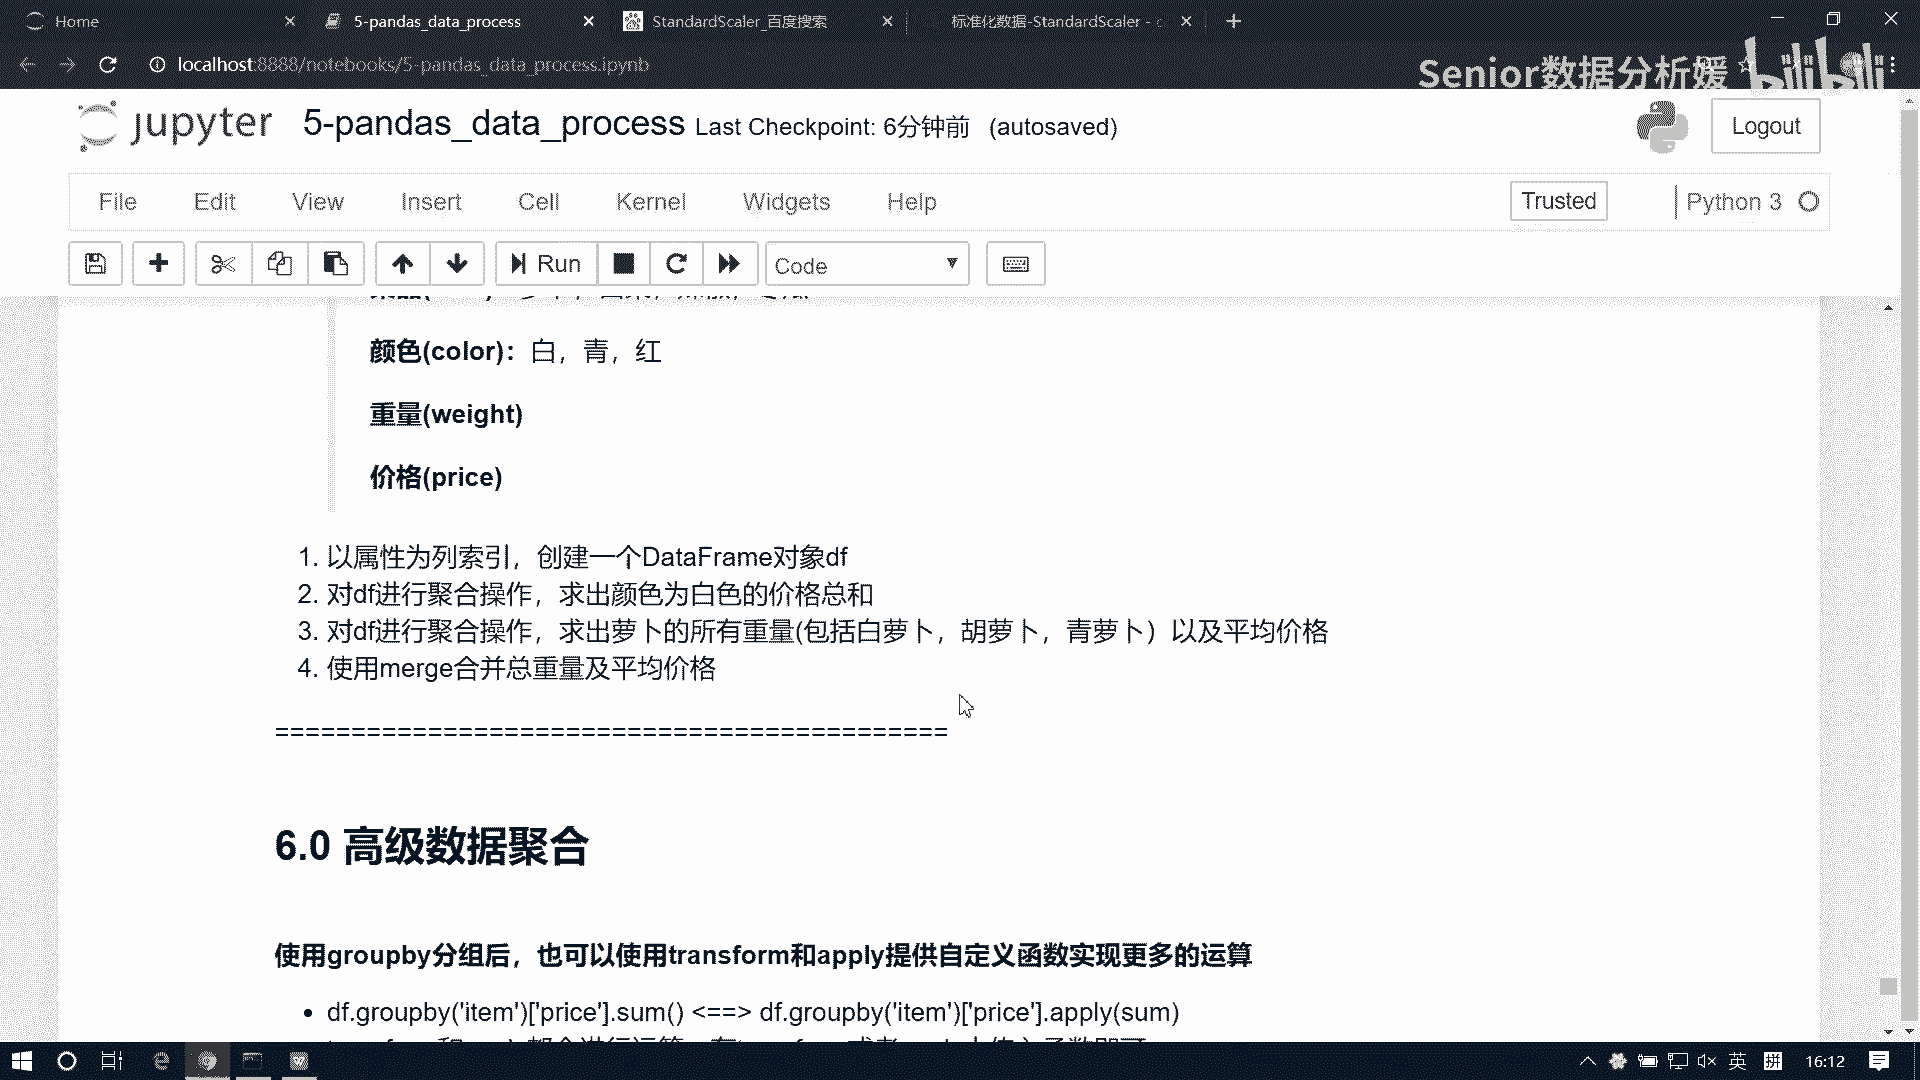 Home
5-pandas_data_process
StandardScaler_百度搜索
标准化数据-StandardScaler - c
localhost:8888/notebooks/5-pandas_data_process.ipynb
Senior数据分析媛
bilibili
jupyter
5-pandas_data_process Last Checkpoint: 6分钟前 (autosaved)
Logout
File Edit View Insert Cell Kernel Widgets Help
Trusted
Python 3
Run
Code
颜色(color)：白，青，红
重量(weight)
价格(price)
1. 以属性为列索引，创建一个DataFrame对象df
2. 对df进行聚合操作，求出颜色为白色的价格总和
3. 对df进行聚合操作，求出萝卜的所有重量(包括白萝卜，胡萝卜，青萝卜）以及平均价格
4. 使用merge合并总重量及平均价格
============================================
6.0 高级数据聚合
使用groupby分组后，也可以使用transform和apply提供自定义函数实现更多的运算
• df.groupby('item')['price'].sum() <==> df.groupby('item')['price'].apply(sum)
英
拼
16:12